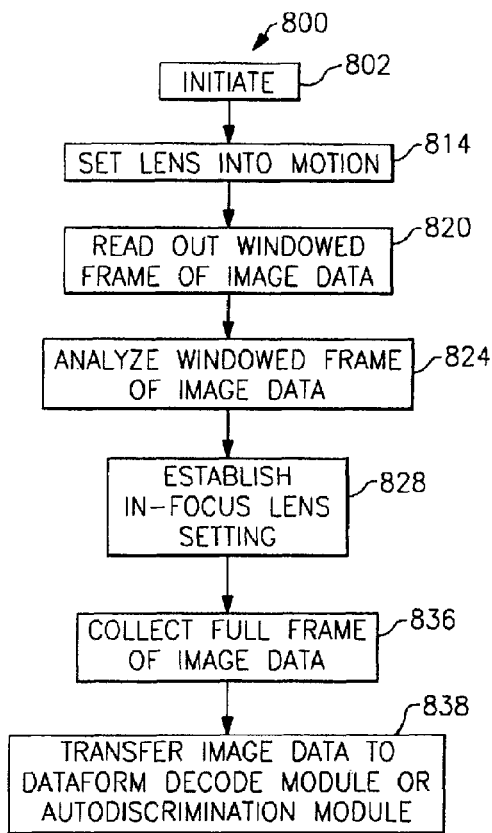 800
INITIATE
802
SET LENS INTO MOTION
814
READ OUT WINDOWED
FRAME OF IMAGE DATA
820
ANALYZE WINDOWED FRAME
OF IMAGE DATA
824
ESTABLISH
IN-FOCUS LENS
SETTING
828
COLLECT FULL FRAME
OF IMAGE DATA
836
TRANSFER IMAGE DATA TO
DATAFORM DECODE MODULE OR
AUTODISCRIMINATION MODULE
838